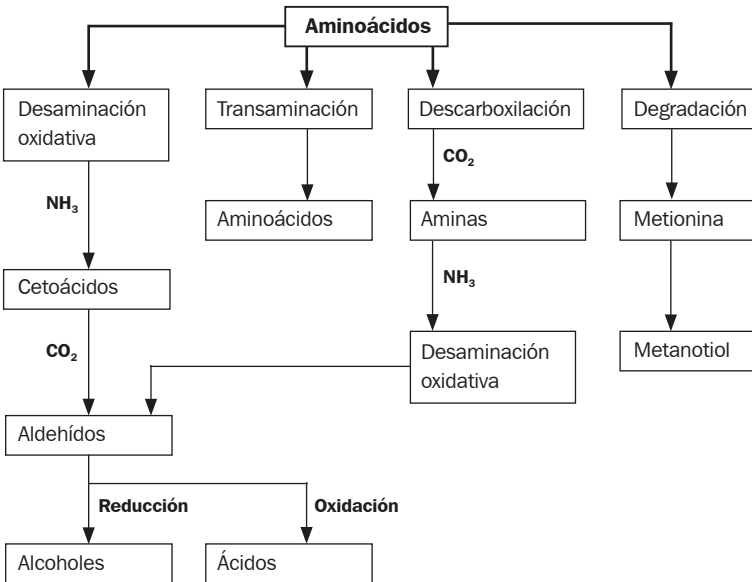 Aminoácidos
Desaminación
oxidativa
Transaminación
Descarboxilación
Degradación
CO₂
NH₃
Aminoácidos
Aminas
Metionina
Cetoácidos
NH₃
CO₂
Desaminación
oxidativa
Metanotiol
Aldehídos
Reducción
Oxidación
Alcoholes
Ácidos